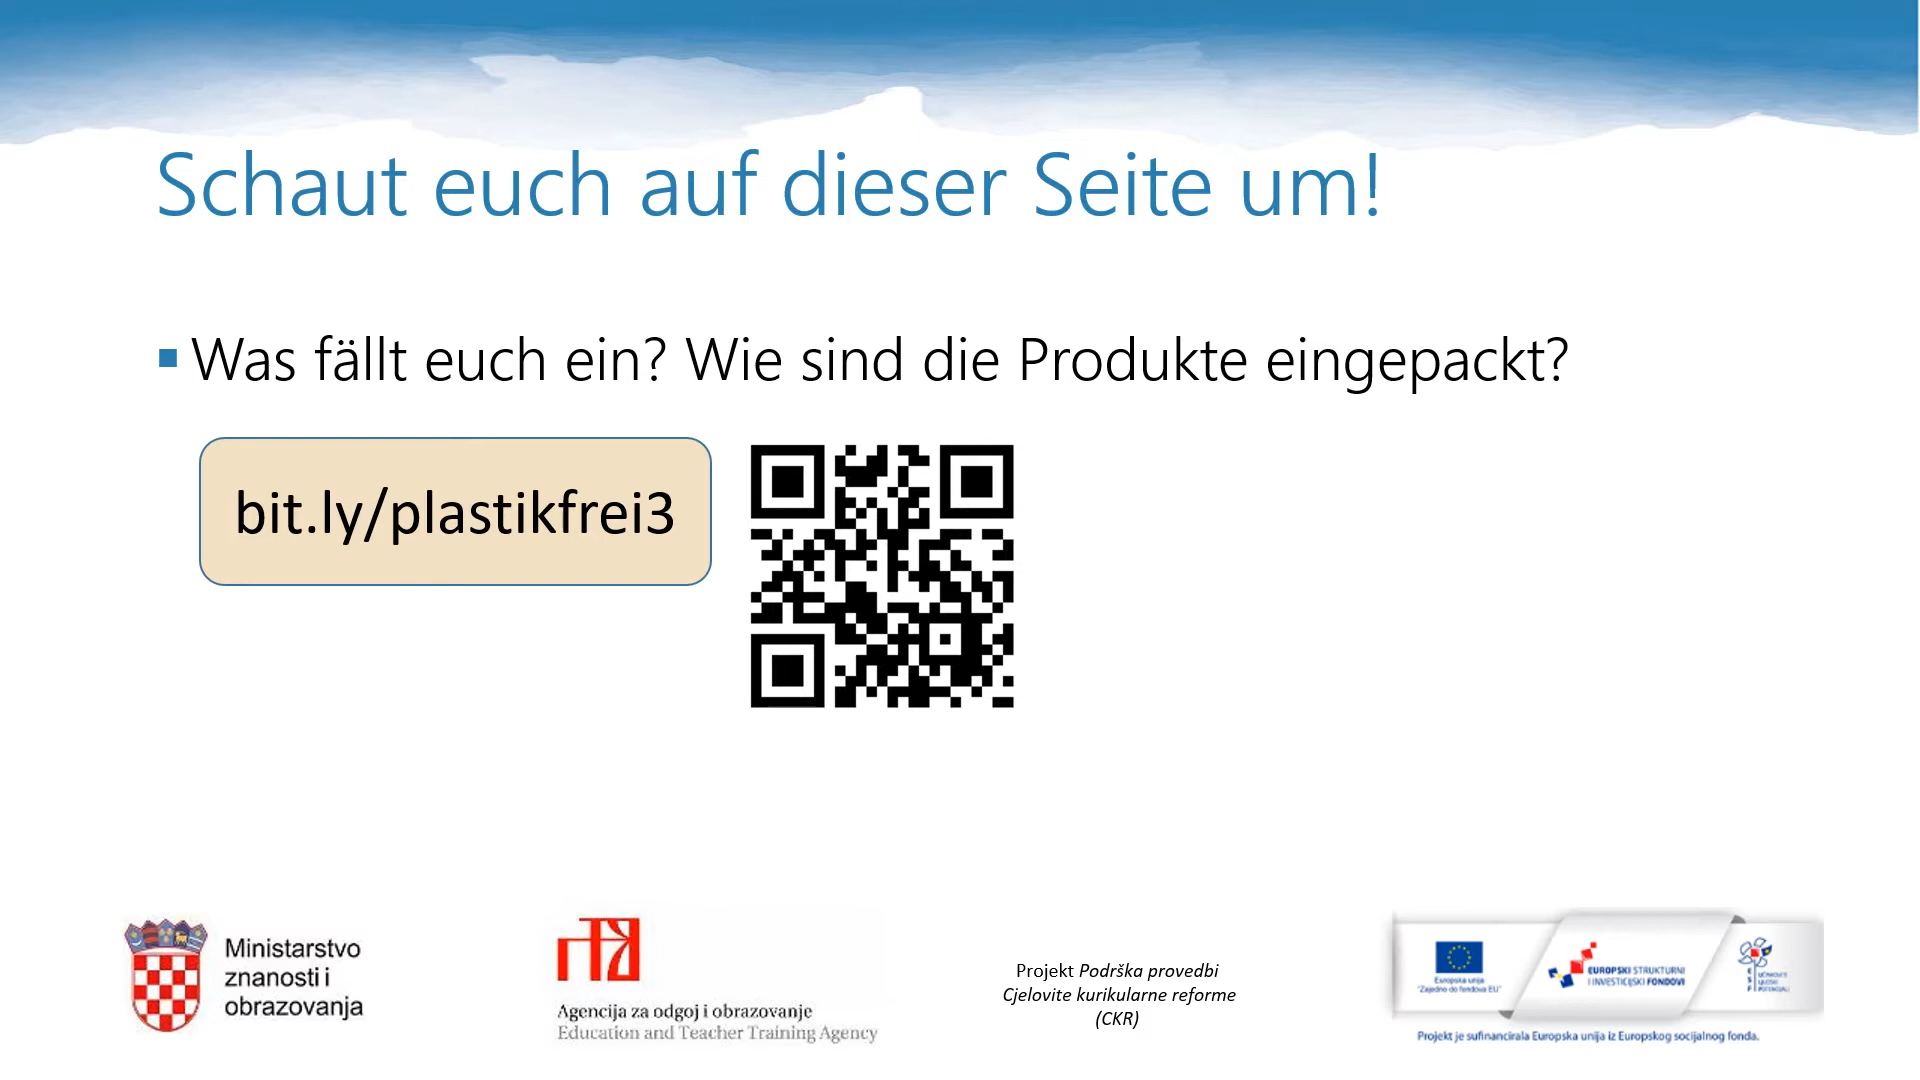 Schaut euch auf dieser Seite um!
Was fällt euch ein? Wie sind die Produkte eingepackt?
bit.ly/plastikfrei3
Ministarstvo
znanosti i
obrazovanja
Agencija za odgoj i obrazovanje
Education and Teacher Training Agency
Projekt Podrška provedbi
Cjelovite kurikularne reforme
(CKR)
Europska unija
"Zajedno do fondova EU"
EUROPSKI STRUKTURNI
I INVESTICIJSKI FONDOVI
Projekt je sufinancirala Europska unija iz Europskog socijalnog fonda.